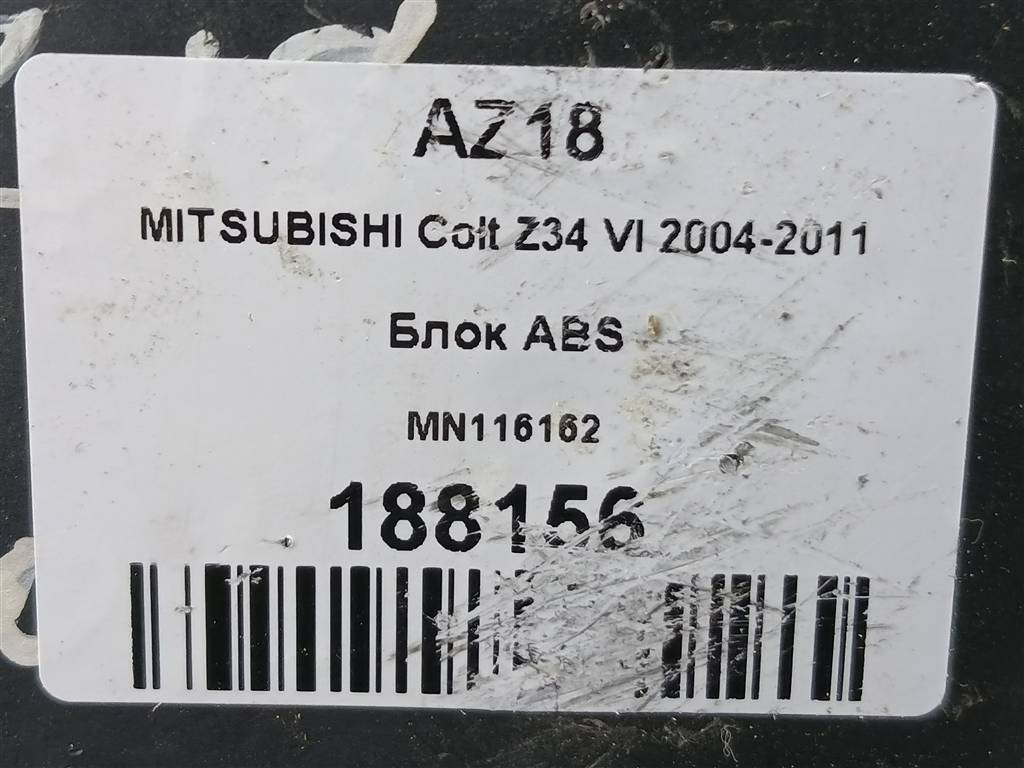 AZ18
MITSUBISHI Colt Z34 VI 2004-2011
Блок ABS
MN116162
188156